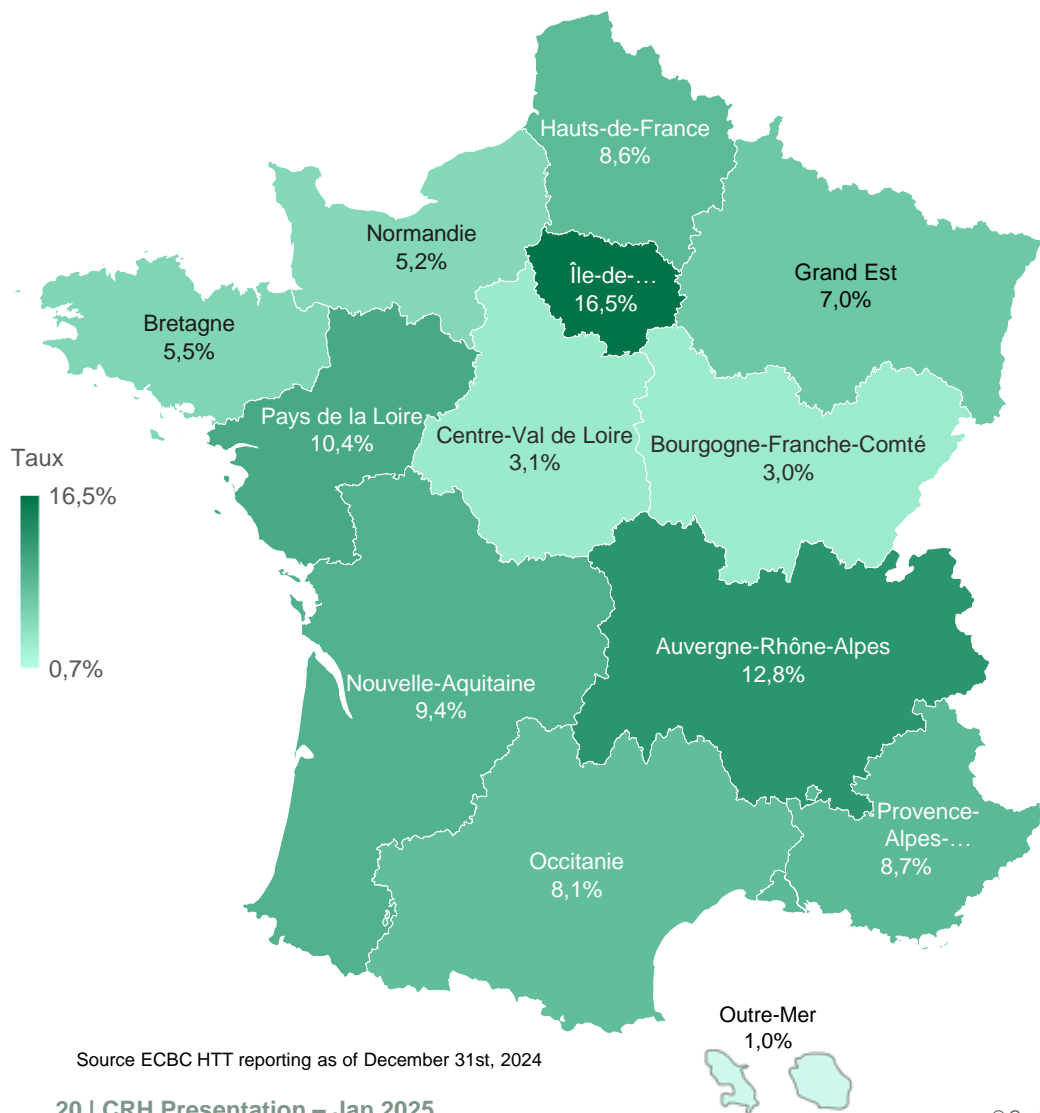 Hauts-de-France
8,6%
Normandie
5,2%
Île-de-...
16,5%
Grand Est
7,0%
Bretagne
5,5%
Pays de la Loire
10,4%
Centre-Val de Loire
3,1%
Bourgogne-Franche-Comté
3,0%
Taux
16,5%
0,7%
Auvergne-Rhône-Alpes
12,8%
Nouvelle-Aquitaine
9,4%
Provence-
Alpes-...
8,7%
Occitanie
8,1%
Outre-Mer
1,0%
Source ECBC HTT reporting as of December 31st, 2024
20 | CRH Presentation – Jan 2025